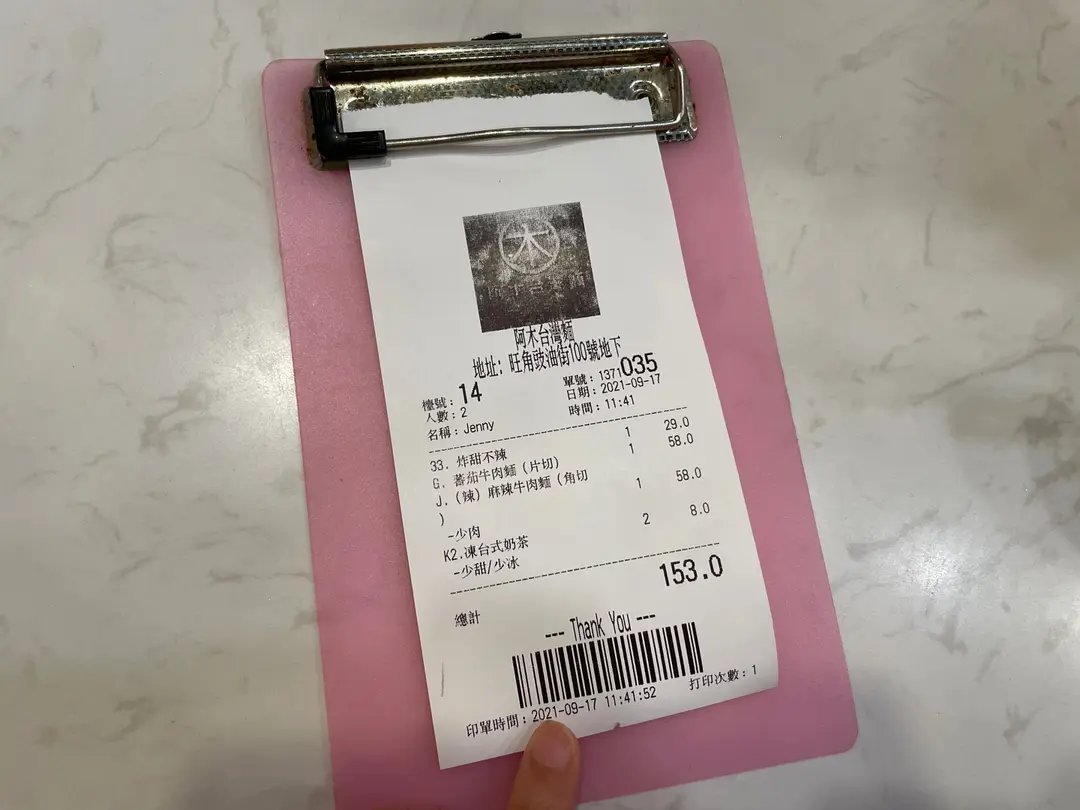 木
阿木台灣麵
地址: 旺角豉油街100號地下
檯號: 14 單號: 1371035
人數: 2 日期: 2021-09-17
名稱: Jenny 時間: 11:41
33. 炸甜不辣 1 29.0
G. 蕃茄牛肉麵 (片切) 1 58.0
J. (辣) 麻辣牛肉麵 (角切 1 58.0
)
-少肉
K2.凍台式奶茶 2 8.0
-少甜/少冰
總計 153.0
--- Thank You ---
印單時間: 2021-09-17 11:41:52 打印次數: 1